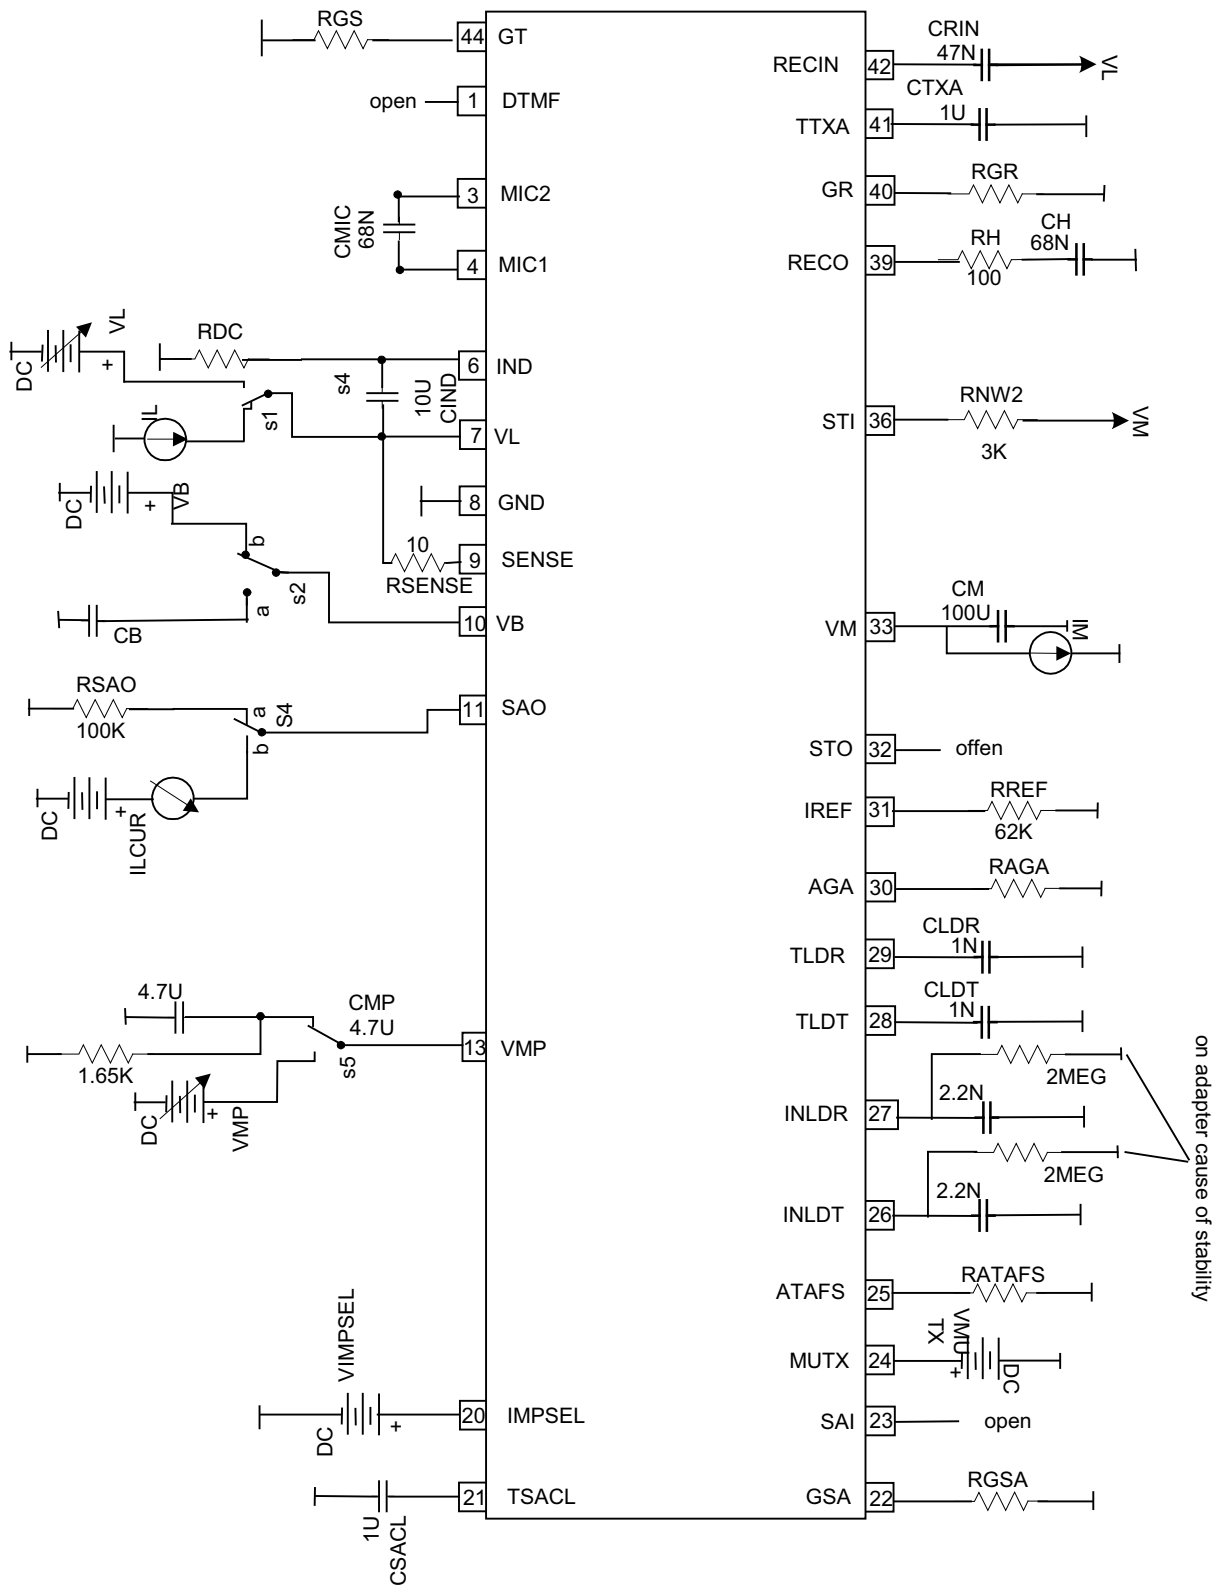 RGS
44 GT
open 1 DTMF
CMIC
68N
3 MIC2
4 MIC1
VL
DC
+
RDC
s4
10U
CIND
6 IND
IL
s1
7 VL
DC
+
VB
8 GND
10
RSENSE
9 SENSE
b
s2
a
CB
10 VB
RSAO
100K
a
S4
b
11 SAO
DC
+
ILCUR
4.7U
CMP
4.7U
1.65K
s5
13 VMP
DC
+
VMP
VIMPSEL
DC
+
20 IMPSEL
1U
CSACL
21 TSACL
RECIN 42
CRIN
47N
VL
TTXA 41
CTXA
1U
GR 40
RGR
RECO 39
RH
100
CH
68N
STI 36
RNW2
3K
VM
VM 33
CM
100U
IM
STO 32 offen
IREF 31
RREF
62K
AGA 30
RAGA
TLDR 29
CLDR
1N
TLDT 28
CLDT
1N
2MEG
INLDR 27
2.2N
2MEG
INLDT 26
2.2N
on adapter cause of stability
ATAFS 25
RATAFS
MUTX 24
VMU
TX
+
DC
SAI 23 open
GSA 22
RGSA